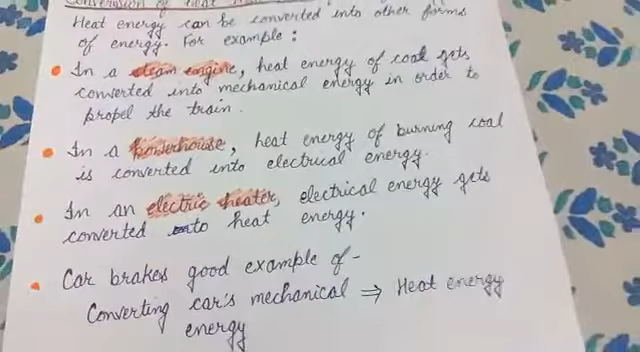 Conversion of heat
Heat energy can be converted into other forms
of energy. For example:
In a steam engine, heat energy of coal gets
converted into mechanical energy in order to
propel the train.
In a powerhouse, heat energy of burning coal
is converted into electrical energy.
In an electric heater, electrical energy gets
converted into heat energy.
Car brakes good example of-
Converting car's mechanical ⇒ Heat energy
energy